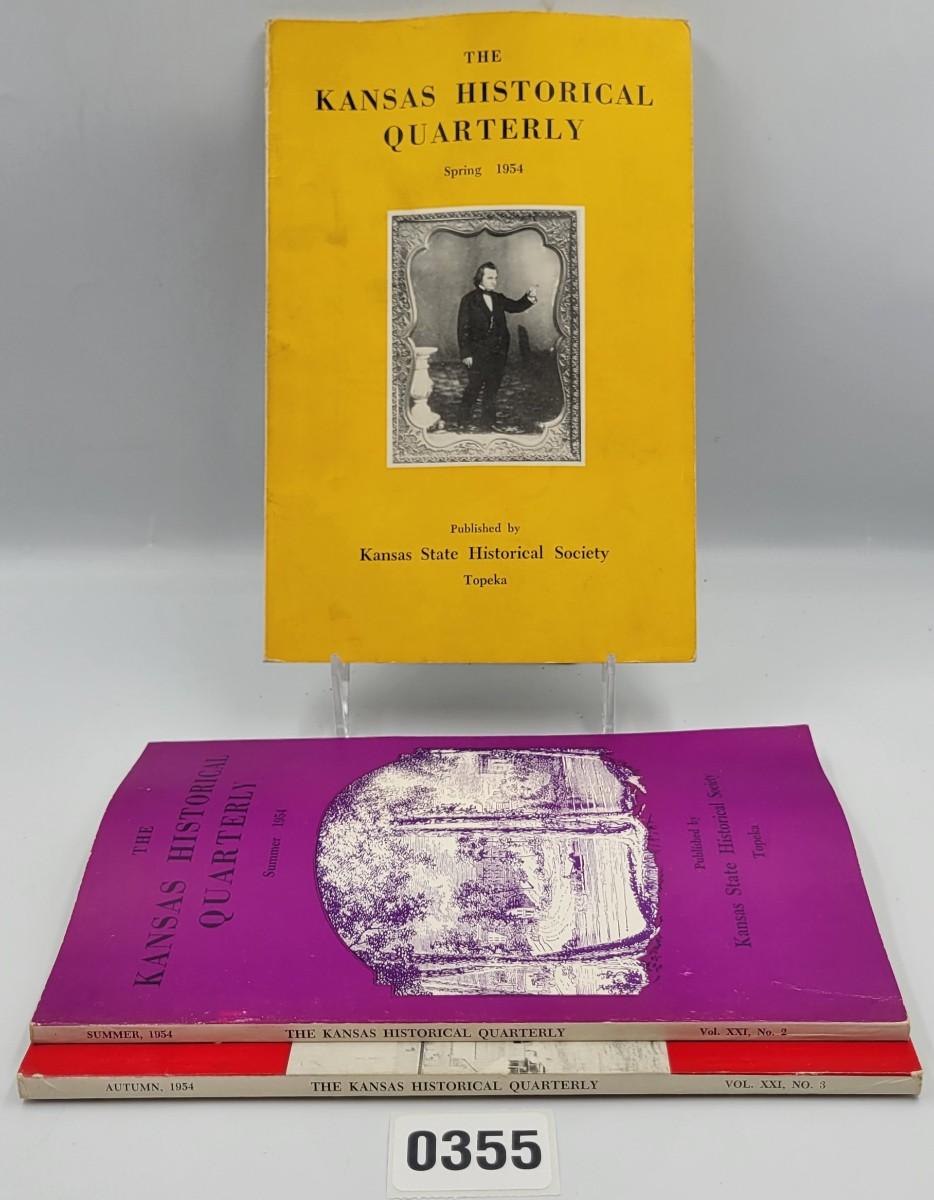 THE
KANSAS HISTORICAL
QUARTERLY
Spring 1954
Published by
Kansas State Historical Society
Topeka
THE
KANSAS HISTORICAL
QUARTERLY
Summer 1954
Published by
Kansas State Historical Society
Topeka
SUMMER, 1954 THE KANSAS HISTORICAL QUARTERLY Vol. XXI, No. 2
AUTUMN, 1954 THE KANSAS HISTORICAL QUARTERLY VOL. XXI, NO. 3
0355